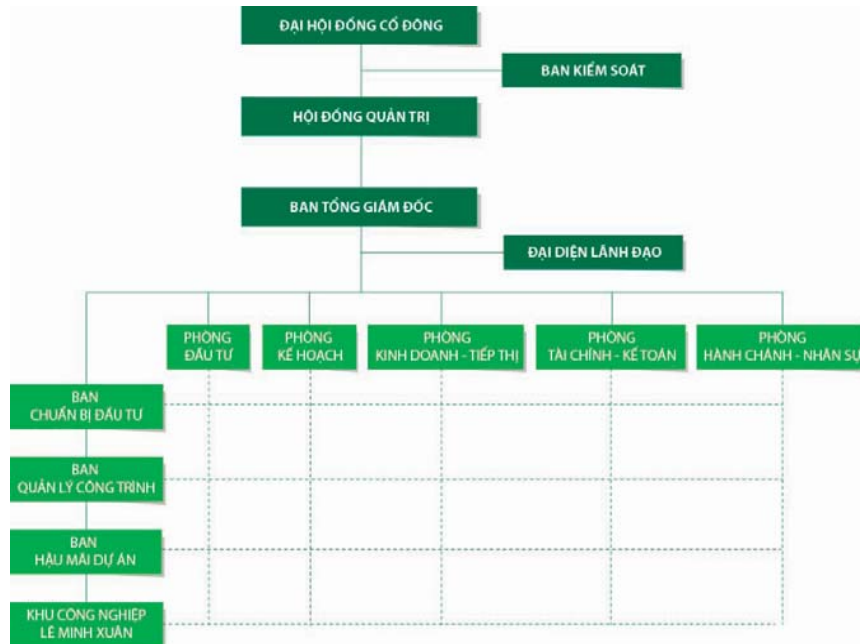 ĐẠI HỘI ĐỒNG CỔ ĐÔNG
BAN KIỂM SOÁT
HỘI ĐỒNG QUẢN TRỊ
BAN TỔNG GIÁM ĐỐC
ĐẠI DIỆN LÃNH ĐẠO
PHÒNG
ĐẦU TƯ
PHÒNG
KẾ HOẠCH
PHÒNG
KINH DOANH - TIẾP THỊ
PHÒNG
TÀI CHÍNH - KẾ TOÁN
PHÒNG
HÀNH CHÁNH - NHÂN SỰ
BAN
CHUẨN BỊ ĐẦU TƯ
BAN
QUẢN LÝ CÔNG TRÌNH
BAN
HẬU MÃI DỰ ÁN
KHU CÔNG NGHIỆP
LÊ MINH XUÂN